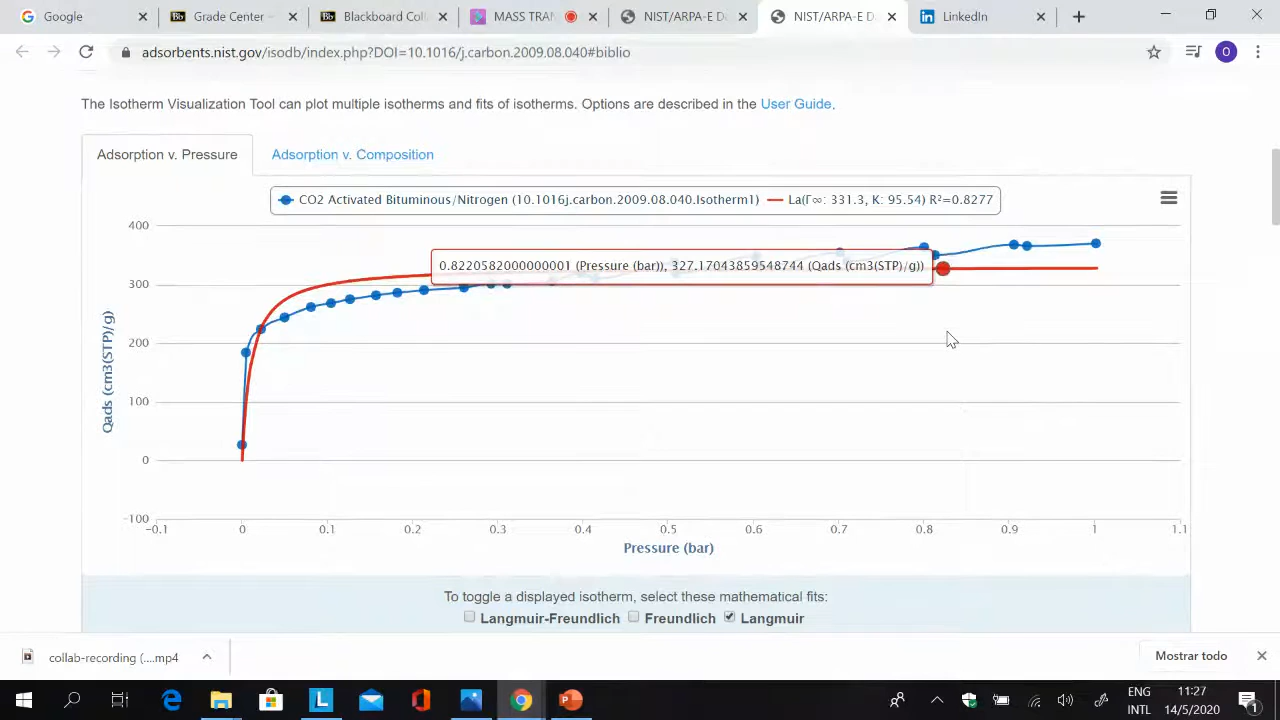 Google
Grade Center –
Blackboard Coll
MASS TRAN
NIST/ARPA-E Da
NIST/ARPA-E Da
LinkedIn
adsorbents.nist.gov/isodb/index.php?DOI=10.1016/j.carbon.2009.08.040#biblio
O
The Isotherm Visualization Tool can plot multiple isotherms and fits of isotherms. Options are described in the User Guide.
Adsorption v. Pressure
Adsorption v. Composition
CO2 Activated Bituminous/Nitrogen (10.1016j.carbon.2009.08.040.Isotherm1)
La(Γ∞: 331.3, K: 95.54) R²=0.8277
400
300
200
100
0
-100
Qads (cm3(STP)/g)
0.8220582000000001 (Pressure (bar)), 327.17043859548744 (Qads (cm3(STP)/g))
-0.1 0 0.1 0.2 0.3 0.4 0.5 0.6 0.7 0.8 0.9 1 1.1
Pressure (bar)
To toggle a displayed isotherm, select these mathematical fits:
Langmuir-Freundlich Freundlich Langmuir
collab-recording (....mp4
Mostrar todo
L
ENG 11:27
INTL 14/5/2020
1